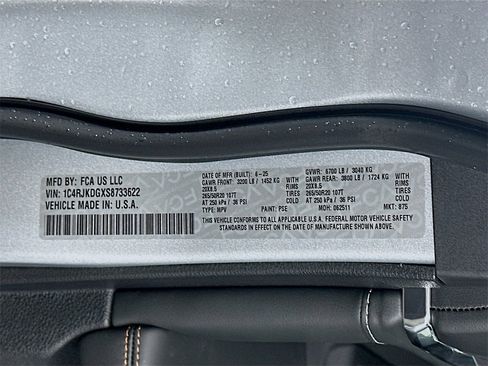 MFD BY: FCA US LLC
VIN: 1C4RJKDGXS8733622
VEHICLE MADE IN: U.S.A.
DATE OF MFR (BUILT) 6-25 GVWR: 6700 LB / 3040 KG
GAWR FRONT: 3200 LB / 1452 KG GAWR REAR: 3800 LB / 1724 KG
20X8.5 20X8.5
265/50R20 107T TIRES 265/50R20 107T TIRES
AT 250 kPa / 36 PSI COLD AT 250 kPa / 36 PSI COLD
TYPE: MPV PAINT: PSE MDH: 062511 MKT: 875
THIS VEHICLE CONFORMS TO ALL APPLICABLE U.S.A. FEDERAL MOTOR VEHICLE SAFETY
STANDARDS IN EFFECT ON THE DATE OF MANUFACTURE SHOWN ABOVE.